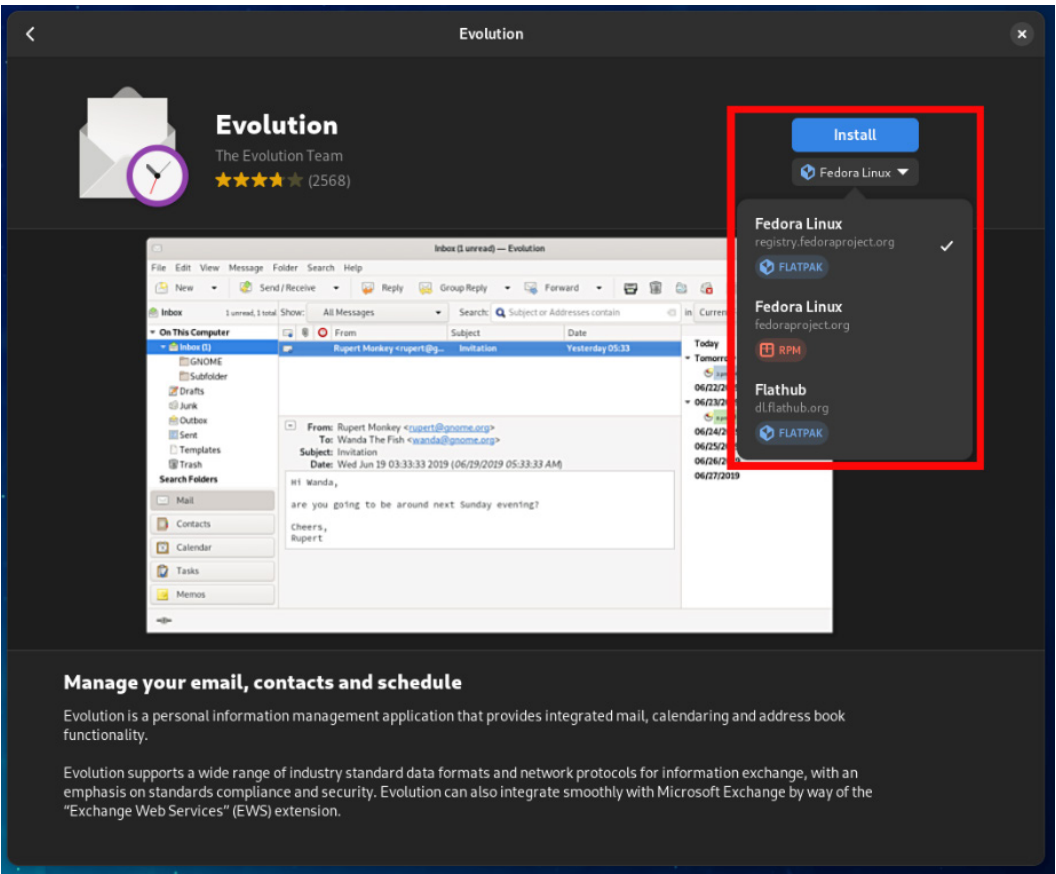 Evolution
Evolution
The Evolution Team
(2568)
Install
Fedora Linux
Fedora Linux
registry.fedoraproject.org
FLATPAK
Fedora Linux
fedoraproject.org
RPM
Flathub
dl.flathub.org
FLATPAK
Inbox (1 unread) — Evolution
File Edit View Message Folder Search Help
New Send / Receive Reply Group Reply Forward
Inbox 1 unread, 1 total Show: All Messages Search: Subject or Addresses contain in Curren
On This Computer From Subject Date
Inbox (1) Rupert Monkey <rupert@g... Invitation Yesterday 05:33
GNOME
Subfolder
Drafts
Junk
Outbox
Sent
Templates
Trash
Search Folders
Mail
Contacts
Calendar
Tasks
Memos
From: Rupert Monkey <rupert@gnome.org>
To: Wanda The Fish <wanda@gnome.org>
Subject: Invitation
Date: Wed Jun 19 03:33:33 2019 (06/19/2019 05:33:33 AM)
Hi Wanda,
are you going to be around next Sunday evening?
Cheers,
Rupert
Today
Tomorro
06/22/2
06/23/2
06/24/2
06/25/2
06/26/2019
06/27/2019
Manage your email, contacts and schedule
Evolution is a personal information management application that provides integrated mail, calendaring and address book
functionality.
Evolution supports a wide range of industry standard data formats and network protocols for information exchange, with an
emphasis on standards compliance and security. Evolution can also integrate smoothly with Microsoft Exchange by way of the
“Exchange Web Services” (EWS) extension.